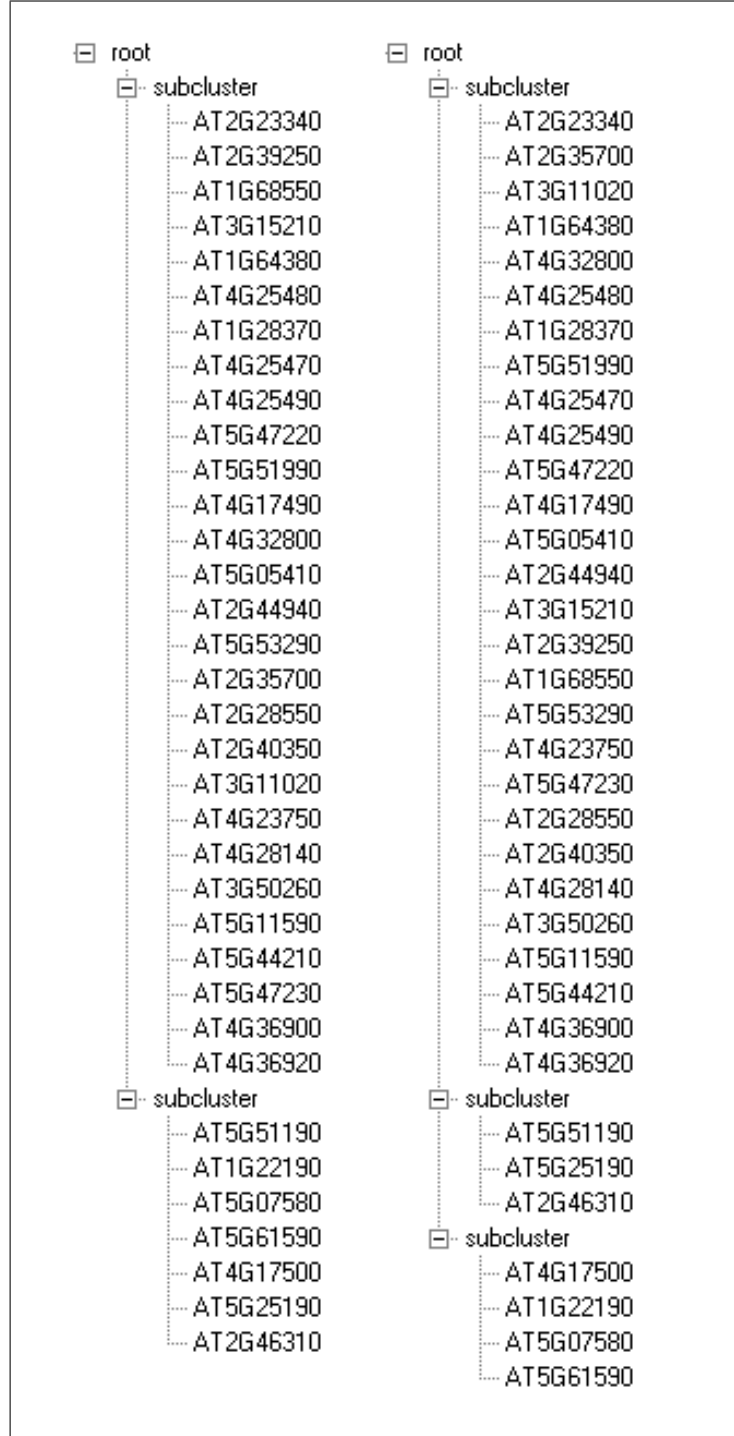 root
subcluster
AT2G23340
AT2G39250
AT1G68550
AT3G15210
AT1G64380
AT4G25480
AT1G28370
AT4G25470
AT4G25490
AT5G47220
AT5G51990
AT4G17490
AT4G32800
AT5G05410
AT2G44940
AT5G53290
AT2G35700
AT2G28550
AT2G40350
AT3G11020
AT4G23750
AT4G28140
AT3G50260
AT5G11590
AT5G44210
AT5G47230
AT4G36900
AT4G36920
subcluster
AT5G51190
AT1G22190
AT5G07580
AT5G61590
AT4G17500
AT5G25190
AT2G46310
root
subcluster
AT2G23340
AT2G35700
AT3G11020
AT1G64380
AT4G32800
AT4G25480
AT1G28370
AT5G51990
AT4G25470
AT4G25490
AT5G47220
AT4G17490
AT5G05410
AT2G44940
AT3G15210
AT2G39250
AT1G68550
AT5G53290
AT4G23750
AT5G47230
AT2G28550
AT2G40350
AT4G28140
AT3G50260
AT5G11590
AT5G44210
AT4G36900
AT4G36920
subcluster
AT5G51190
AT5G25190
AT2G46310
subcluster
AT4G17500
AT1G22190
AT5G07580
AT5G61590